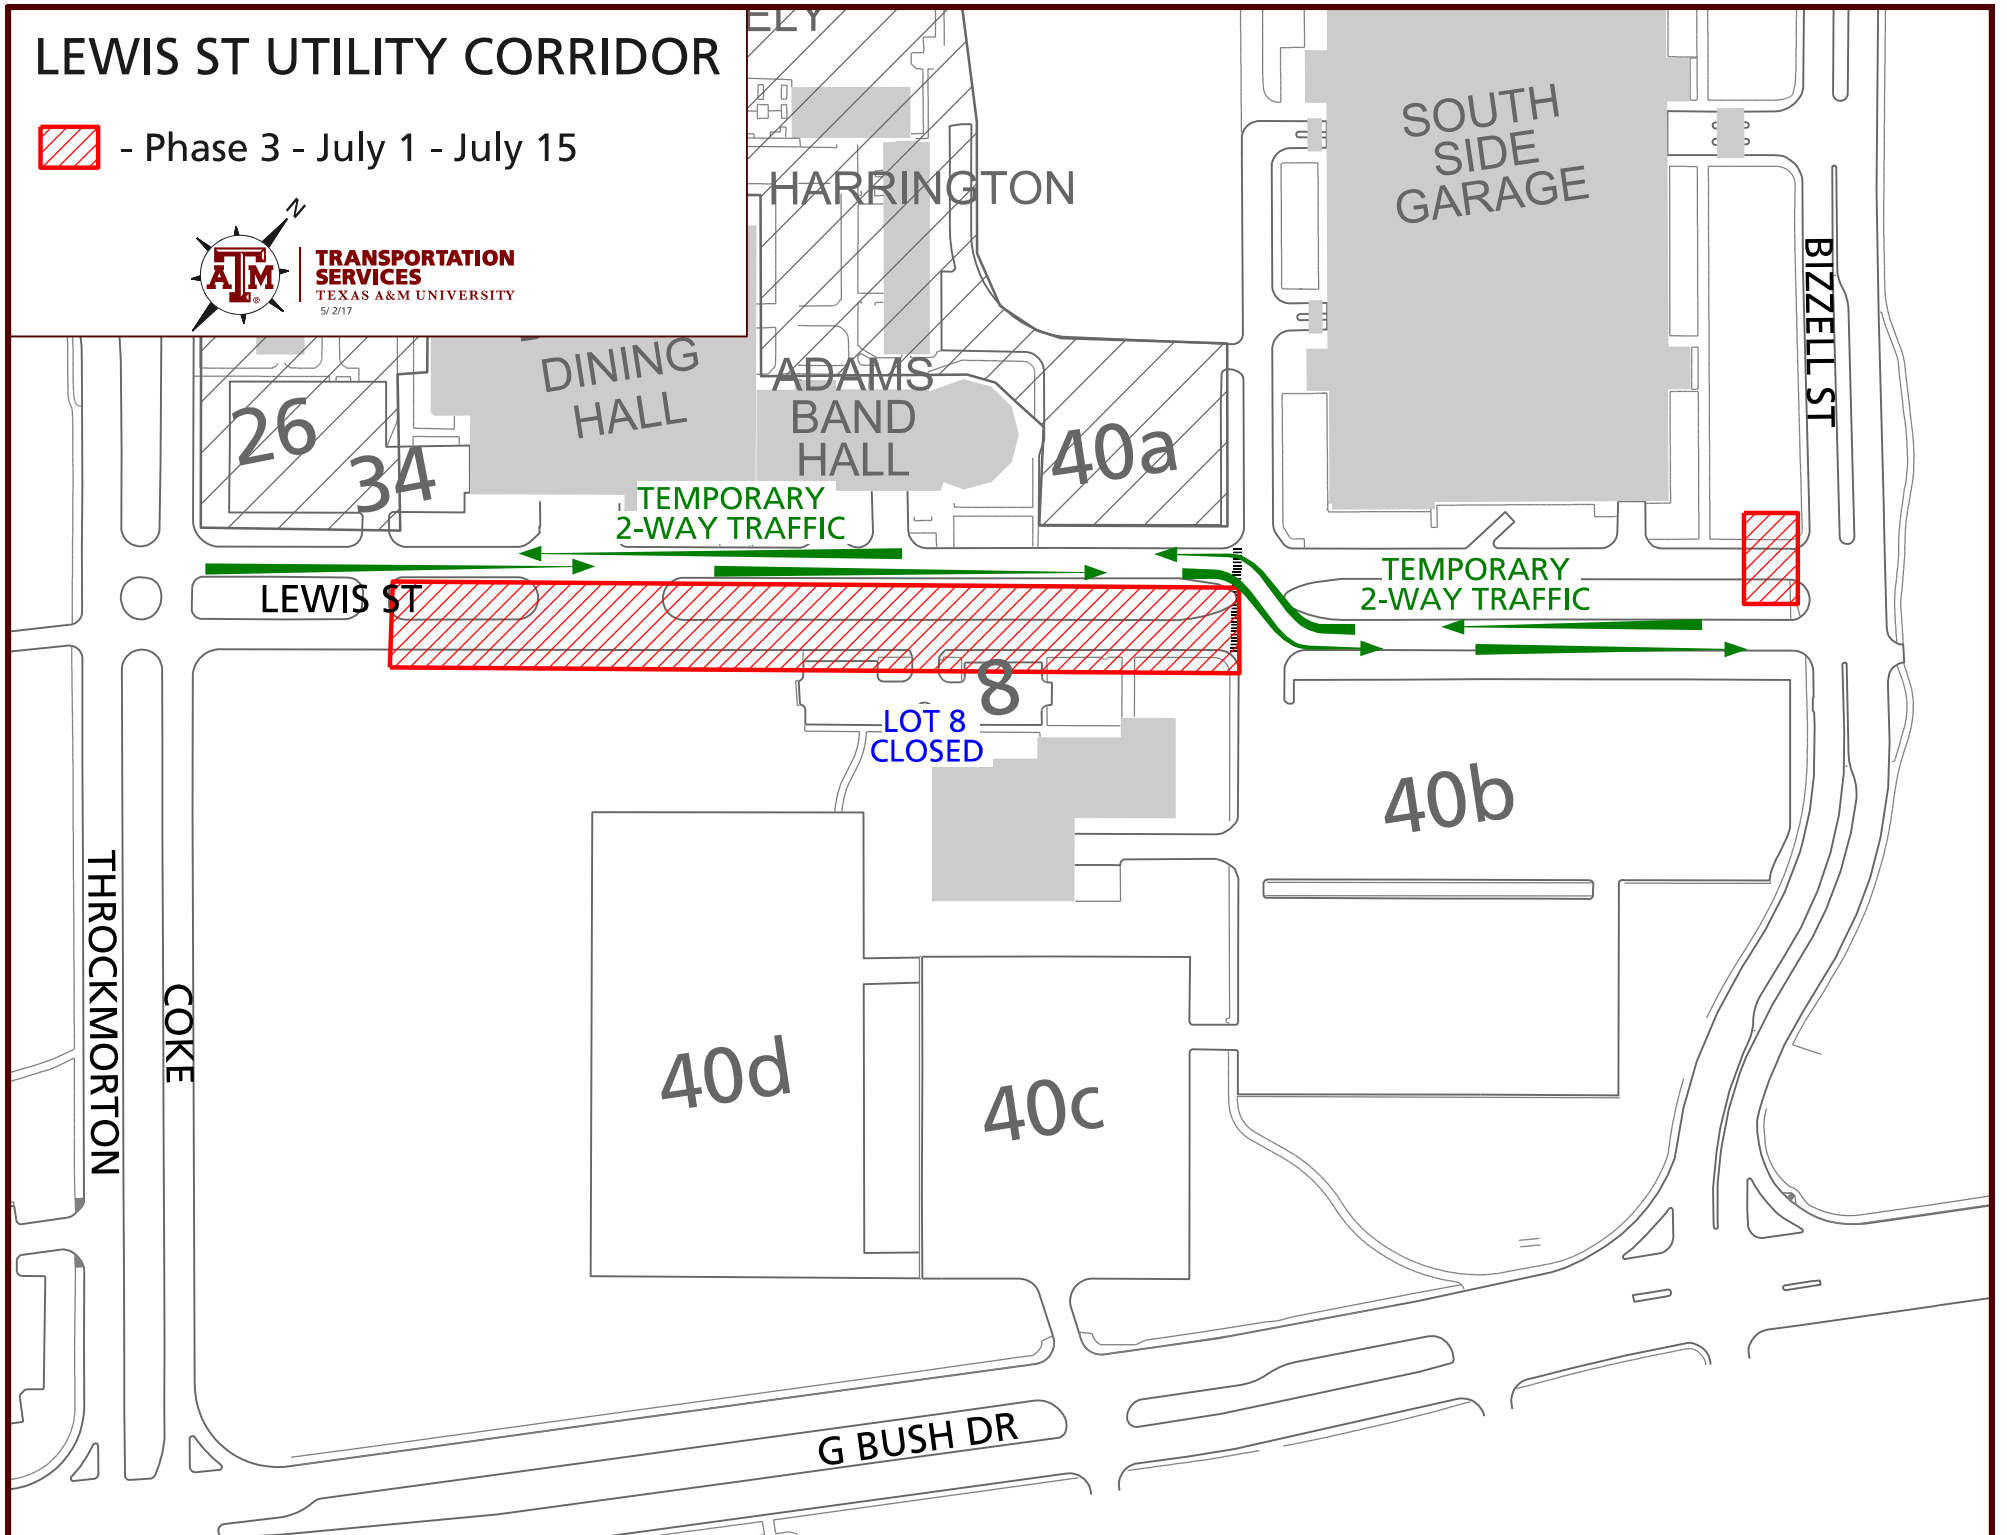 LEWIS ST UTILITY CORRIDOR
- Phase 3 - July 1 - July 15
N
ATM
®
TRANSPORTATION
SERVICES
TEXAS A&M UNIVERSITY
5/ 2/17
HARRINGTON
SOUTH
SIDE
GARAGE
BIZZELL ST
DINING
HALL
ADAMS
BAND
HALL
26
34
40a
TEMPORARY
2-WAY TRAFFIC
TEMPORARY
2-WAY TRAFFIC
LEWIS ST
8
LOT 8
CLOSED
40b
THROCKMORTON
COKE
40d
40c
G BUSH DR